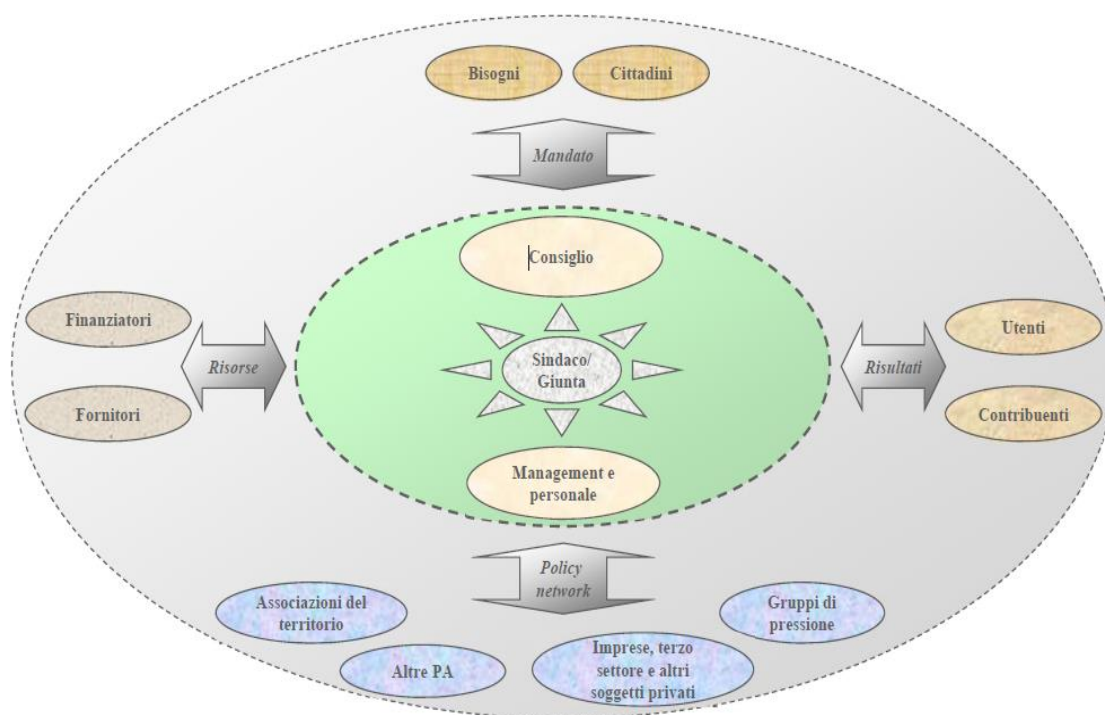 Bisogni
Cittadini
Mandato
Consiglio
Finanziatori
Utenti
Risorse
Sindaco/
Giunta
Risultati
Fornitori
Contribuenti
Management e
personale
Policy
network
Associazioni del
territorio
Gruppi di
pressione
Altre PA
Imprese, terzo
settore e altri
soggetti privati